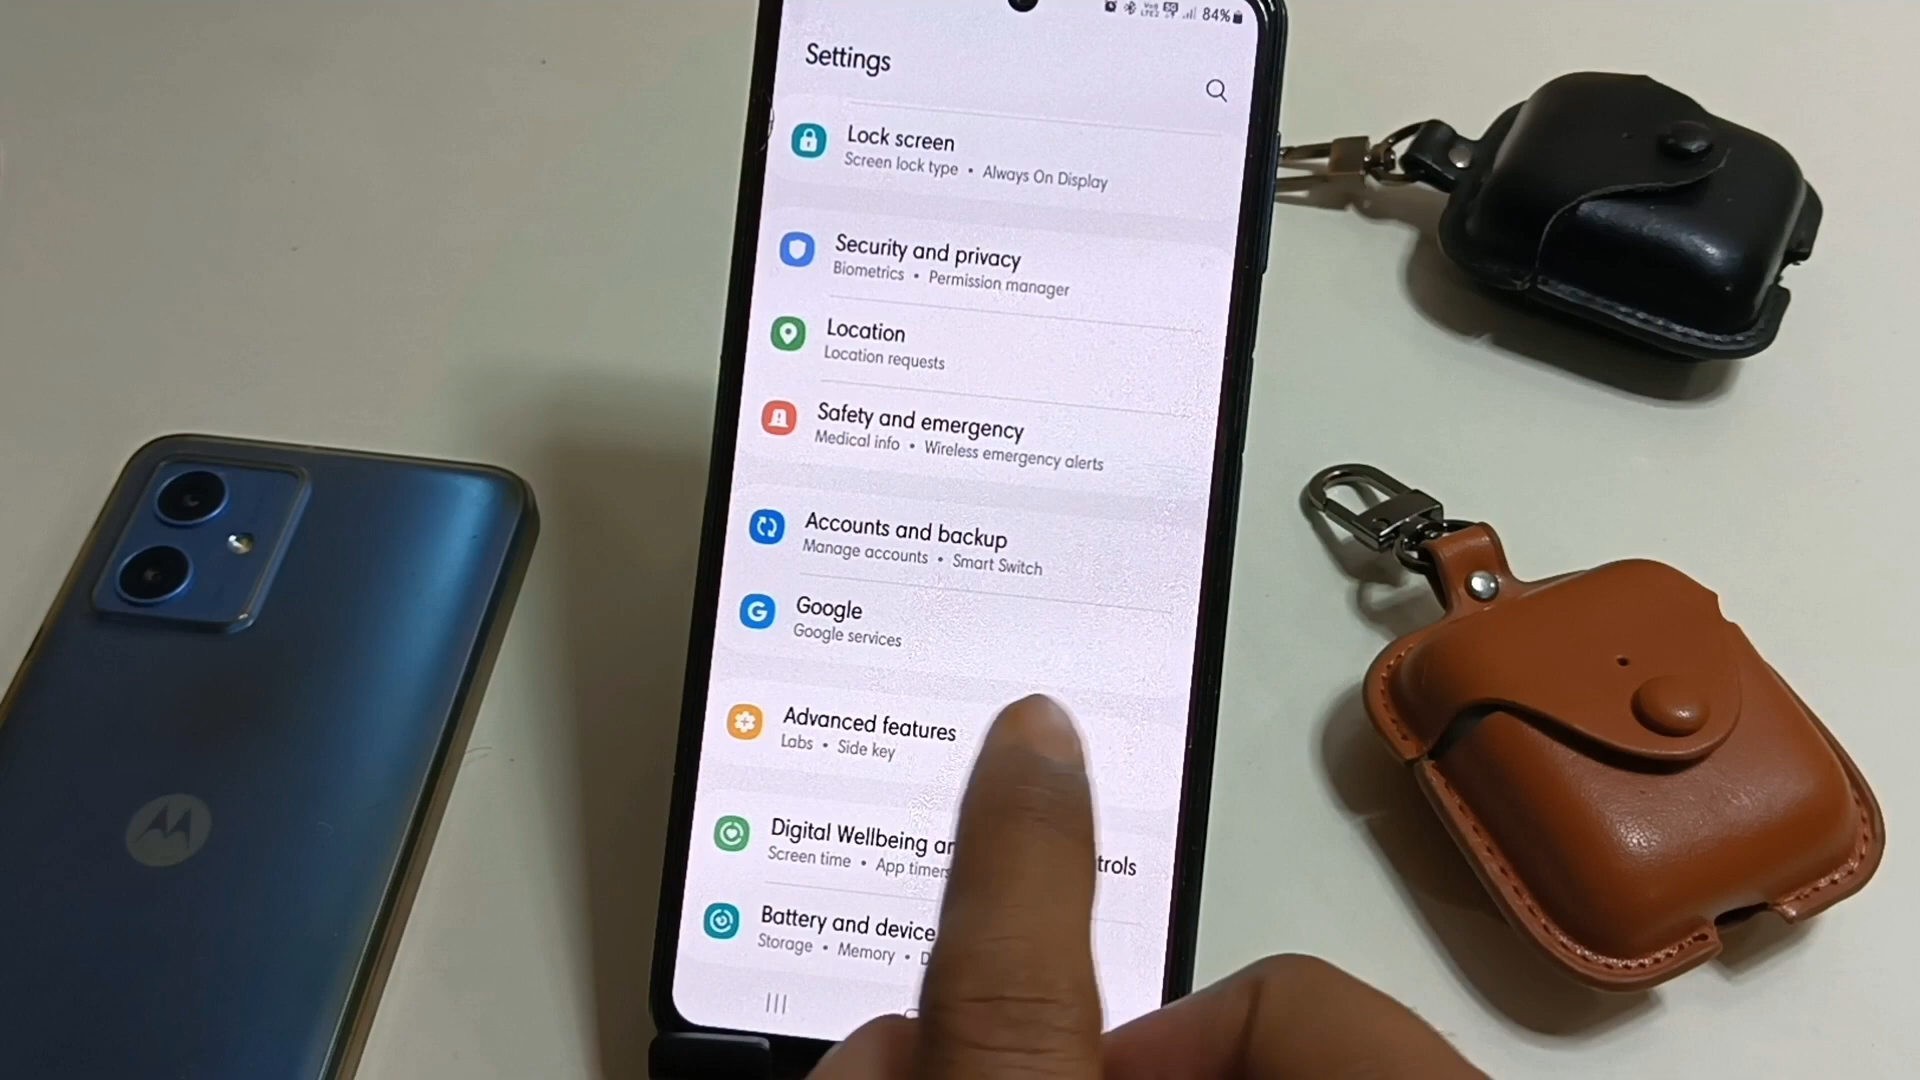 84%
Settings
Lock screen
Screen lock type • Always On Display
Security and privacy
Biometrics • Permission manager
Location
Location requests
Safety and emergency
Medical info • Wireless emergency alerts
Accounts and backup
Manage accounts • Smart Switch
Google
Google services
Advanced features
Labs • Side key
Digital Wellbeing
Screen time • App timers
Battery and device
Storage • Memory •